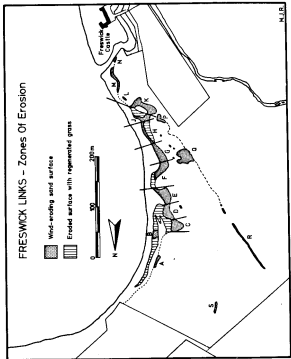 FRESWICK LINKS – Zones Of Erosion
Wind-eroding sand surface
Eroded surface with regenerated grass
0
100
200m
N
Freswick
Castle
A
B
C
D
E
F
G
H
J
K
L
M
N
P
Q
R
S
M.J.R.